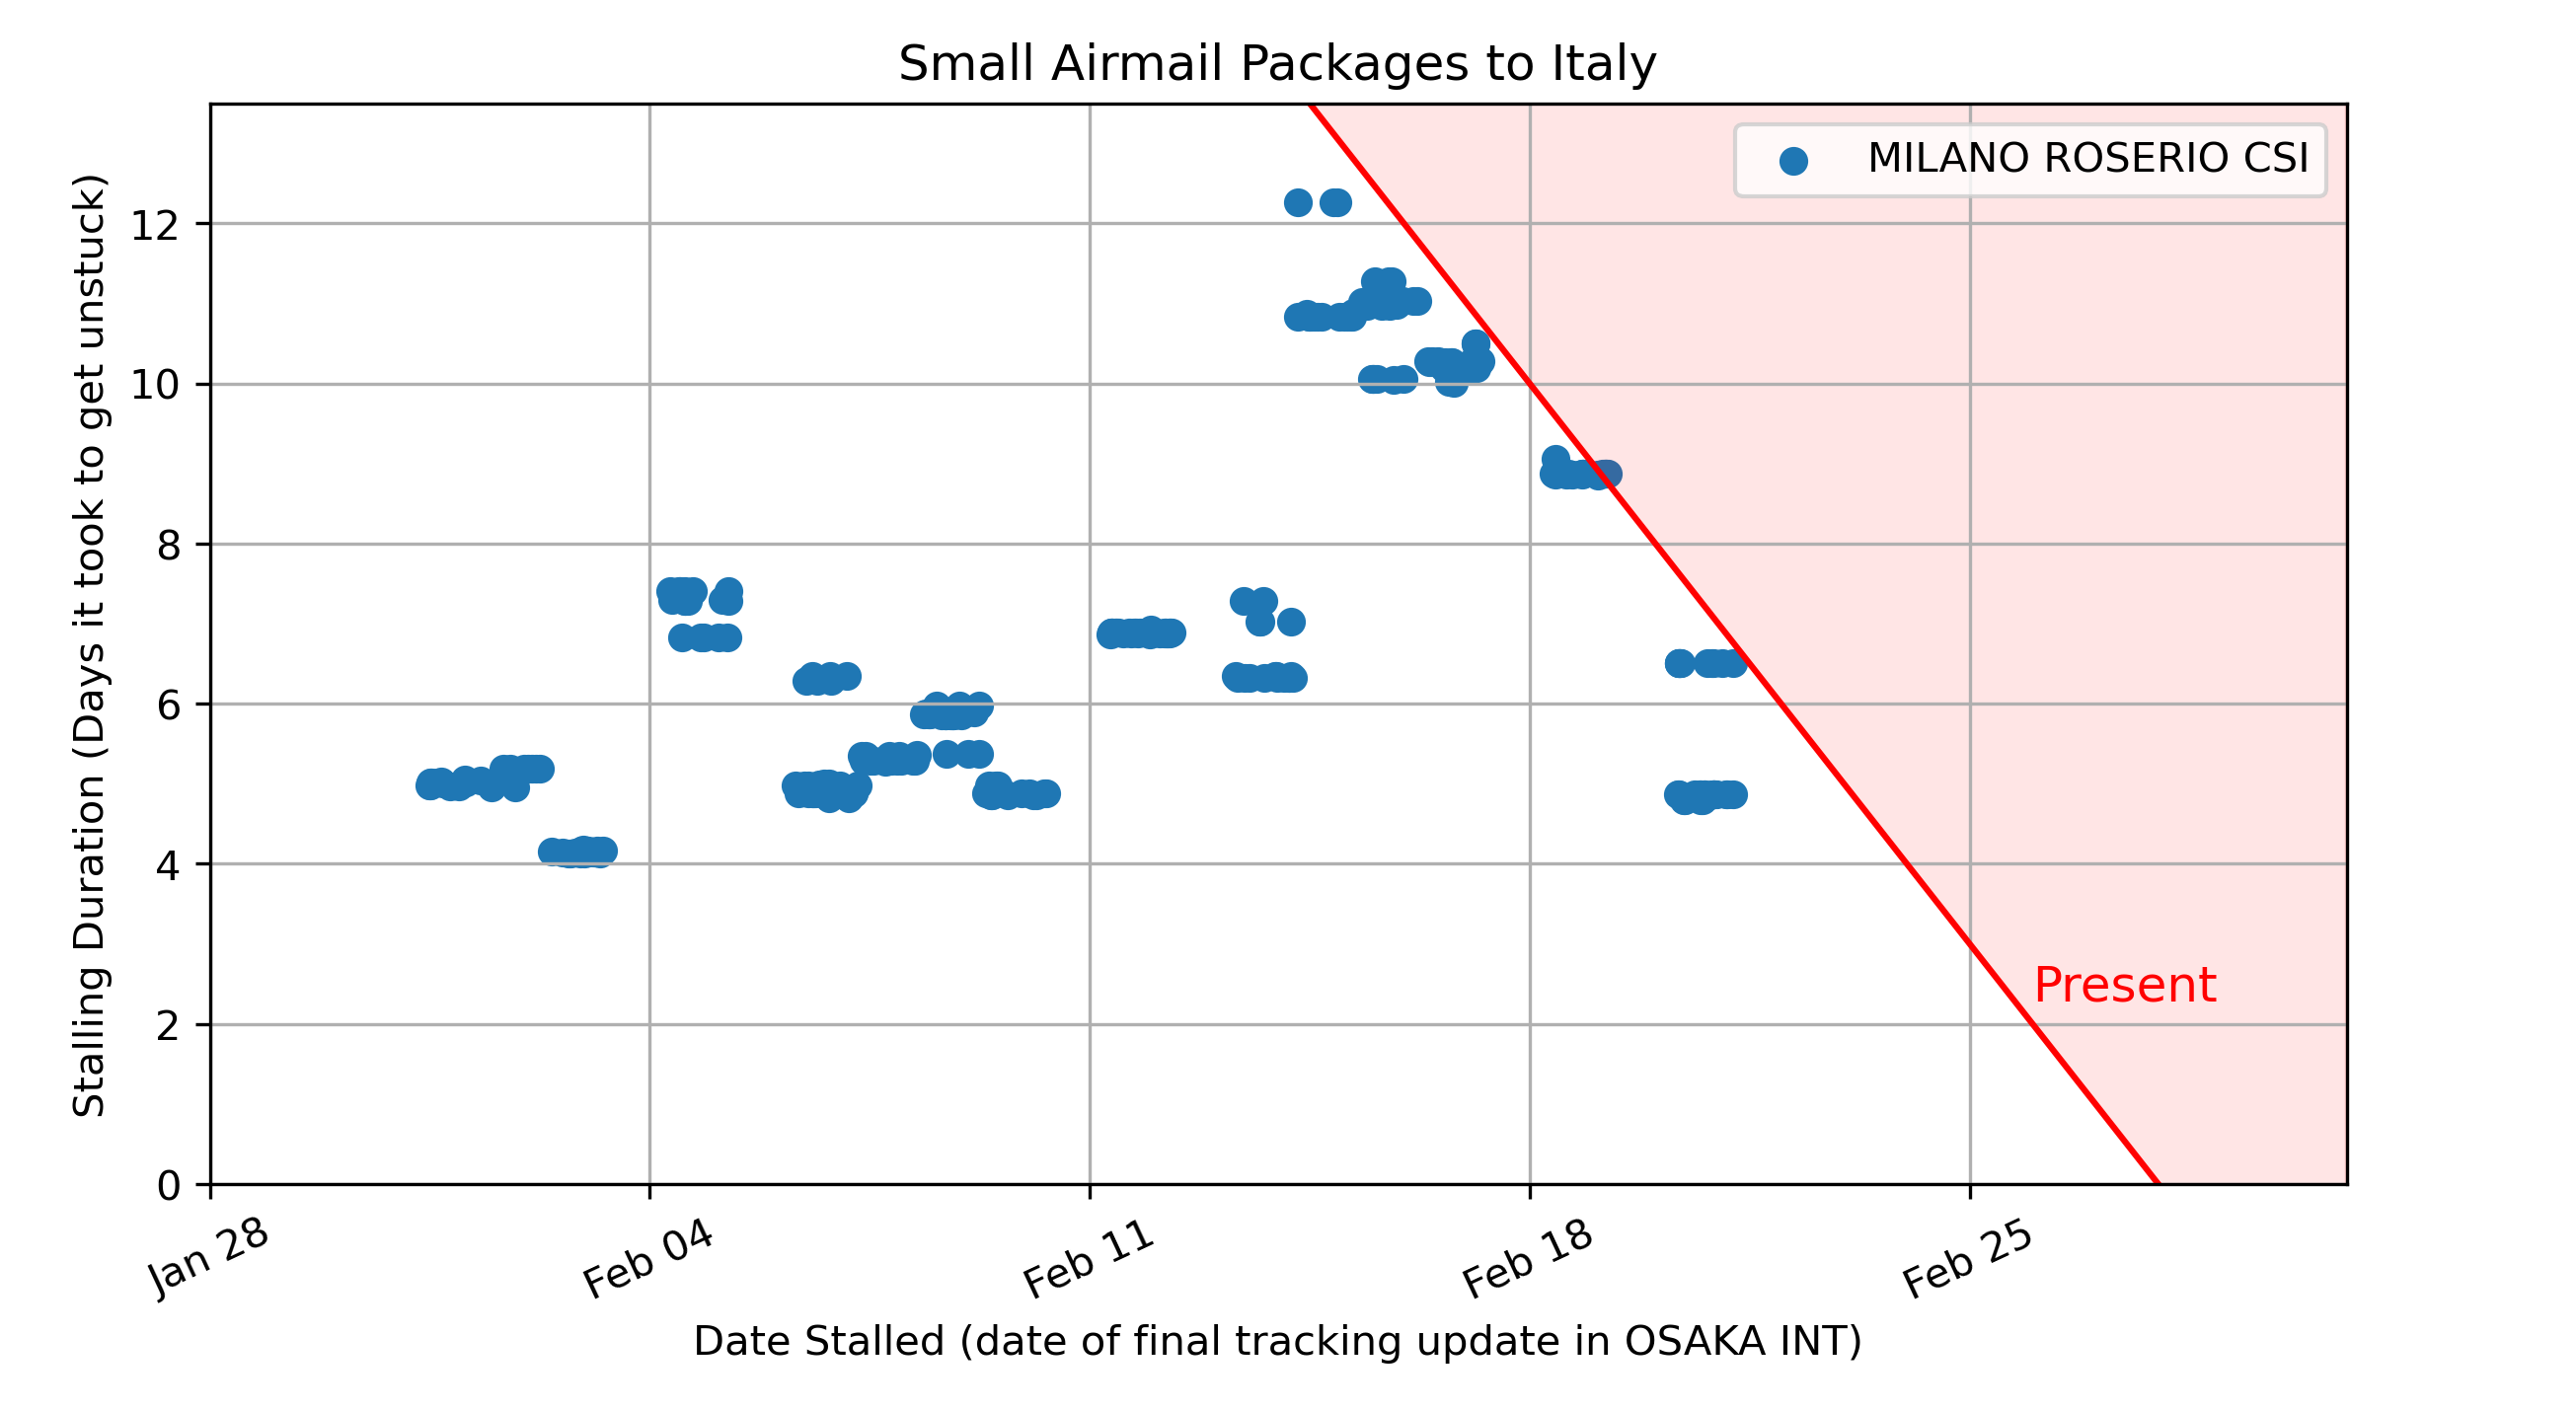 Small Airmail Packages to Italy
MILANO ROSERIO CSI
Stalling Duration (Days it took to get unstuck)
12
10
8
6
4
2
0
Present
Jan 28
Feb 04
Feb 11
Feb 18
Feb 25
Date Stalled (date of final tracking update in OSAKA INT)